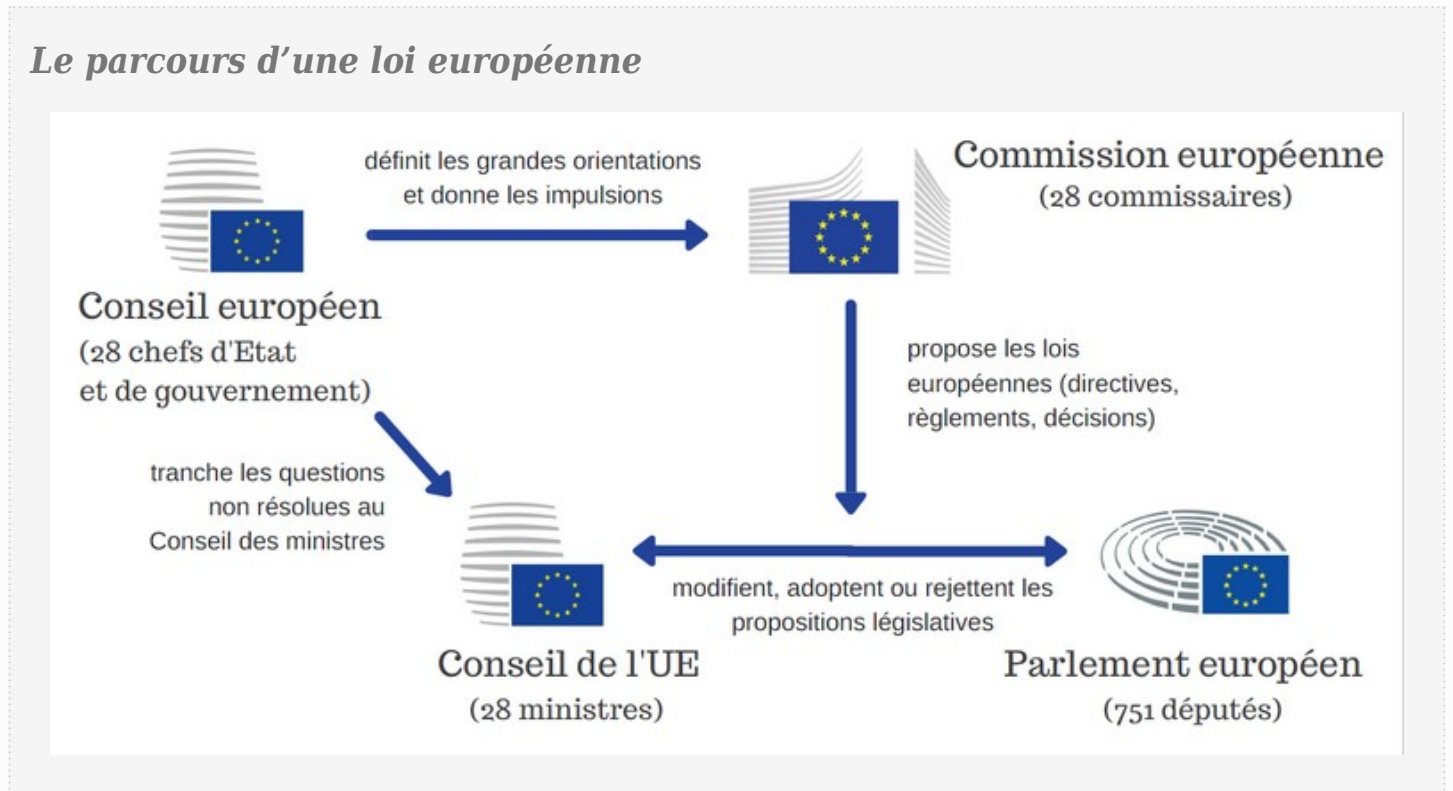 Le parcours d’une loi européenne
définit les grandes orientations
et donne les impulsions
Commission européenne
(28 commissaires)
Conseil européen
(28 chefs d'Etat
et de gouvernement)
propose les lois
européennes (directives,
règlements, décisions)
tranche les questions
non résolues au
Conseil des ministres
modifient, adoptent ou rejettent les
propositions législatives
Conseil de l'UE
(28 ministres)
Parlement européen
(751 députés)